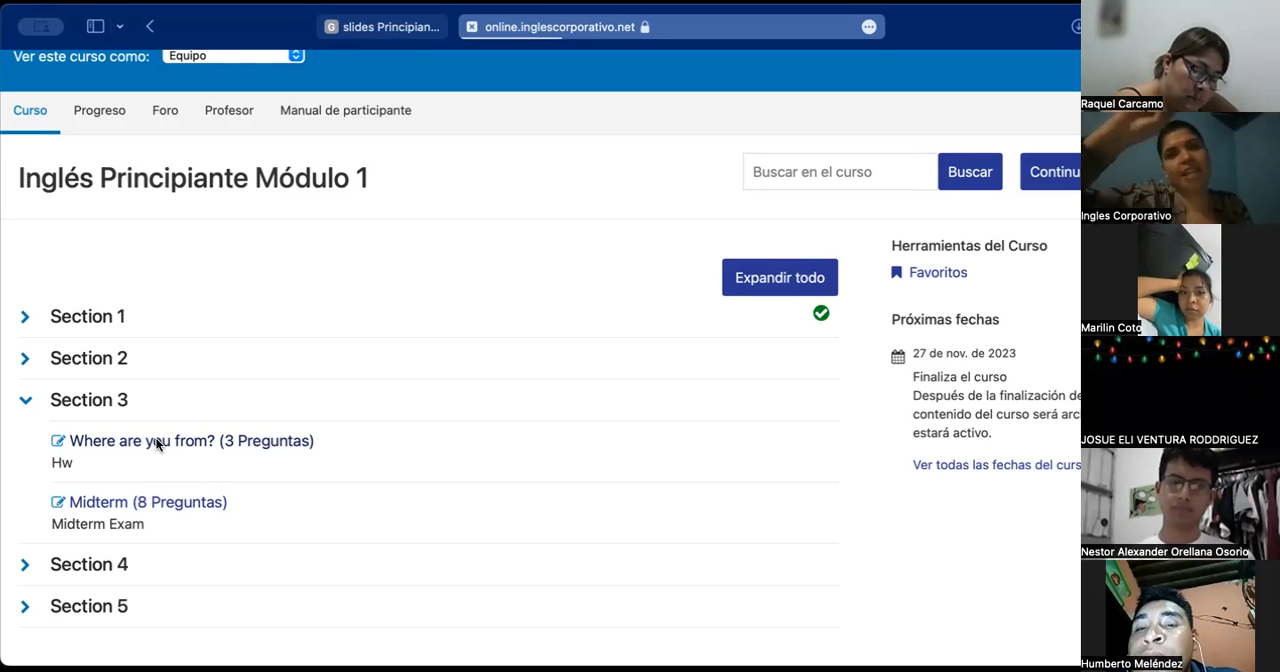 slides Principian...
online.inglescorporativo.net
Ver este curso como:
Equipo
Curso
Progreso
Foro
Profesor
Manual de participante
Inglés Principiante Módulo 1
Buscar en el curso
Buscar
Continu
Expandir todo
Section 1
Section 2
Section 3
Where are you from? (3 Preguntas)
Hw
Midterm (8 Preguntas)
Midterm Exam
Section 4
Section 5
Herramientas del Curso
Favoritos
Próximas fechas
27 de nov. de 2023
Finaliza el curso
Después de la finalización de
contenido del curso será arc
estará activo.
Ver todas las fechas del curs
Raquel Carcamo
Ingles Corporativo
Marilin Coto
JOSUE ELI VENTURA RODDRIGUEZ
Nestor Alexander Orellana Osorio
Humberto Meléndez